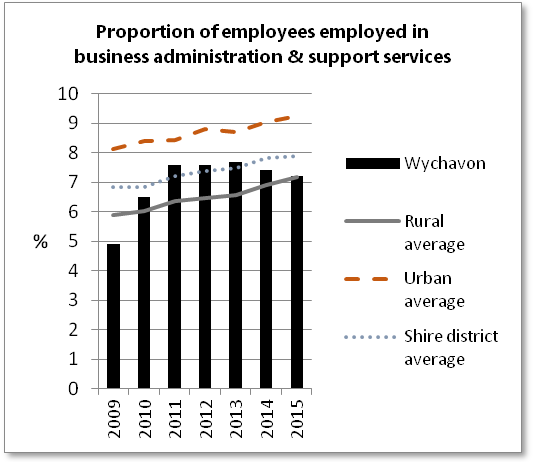 Proportion of employees employed in
business administration & support services
10
9
8
7
6
5
4
3
2
1
0
%
2009
2010
2011
2012
2013
2014
2015
Wychavon
Rural
average
Urban
average
Shire district
average